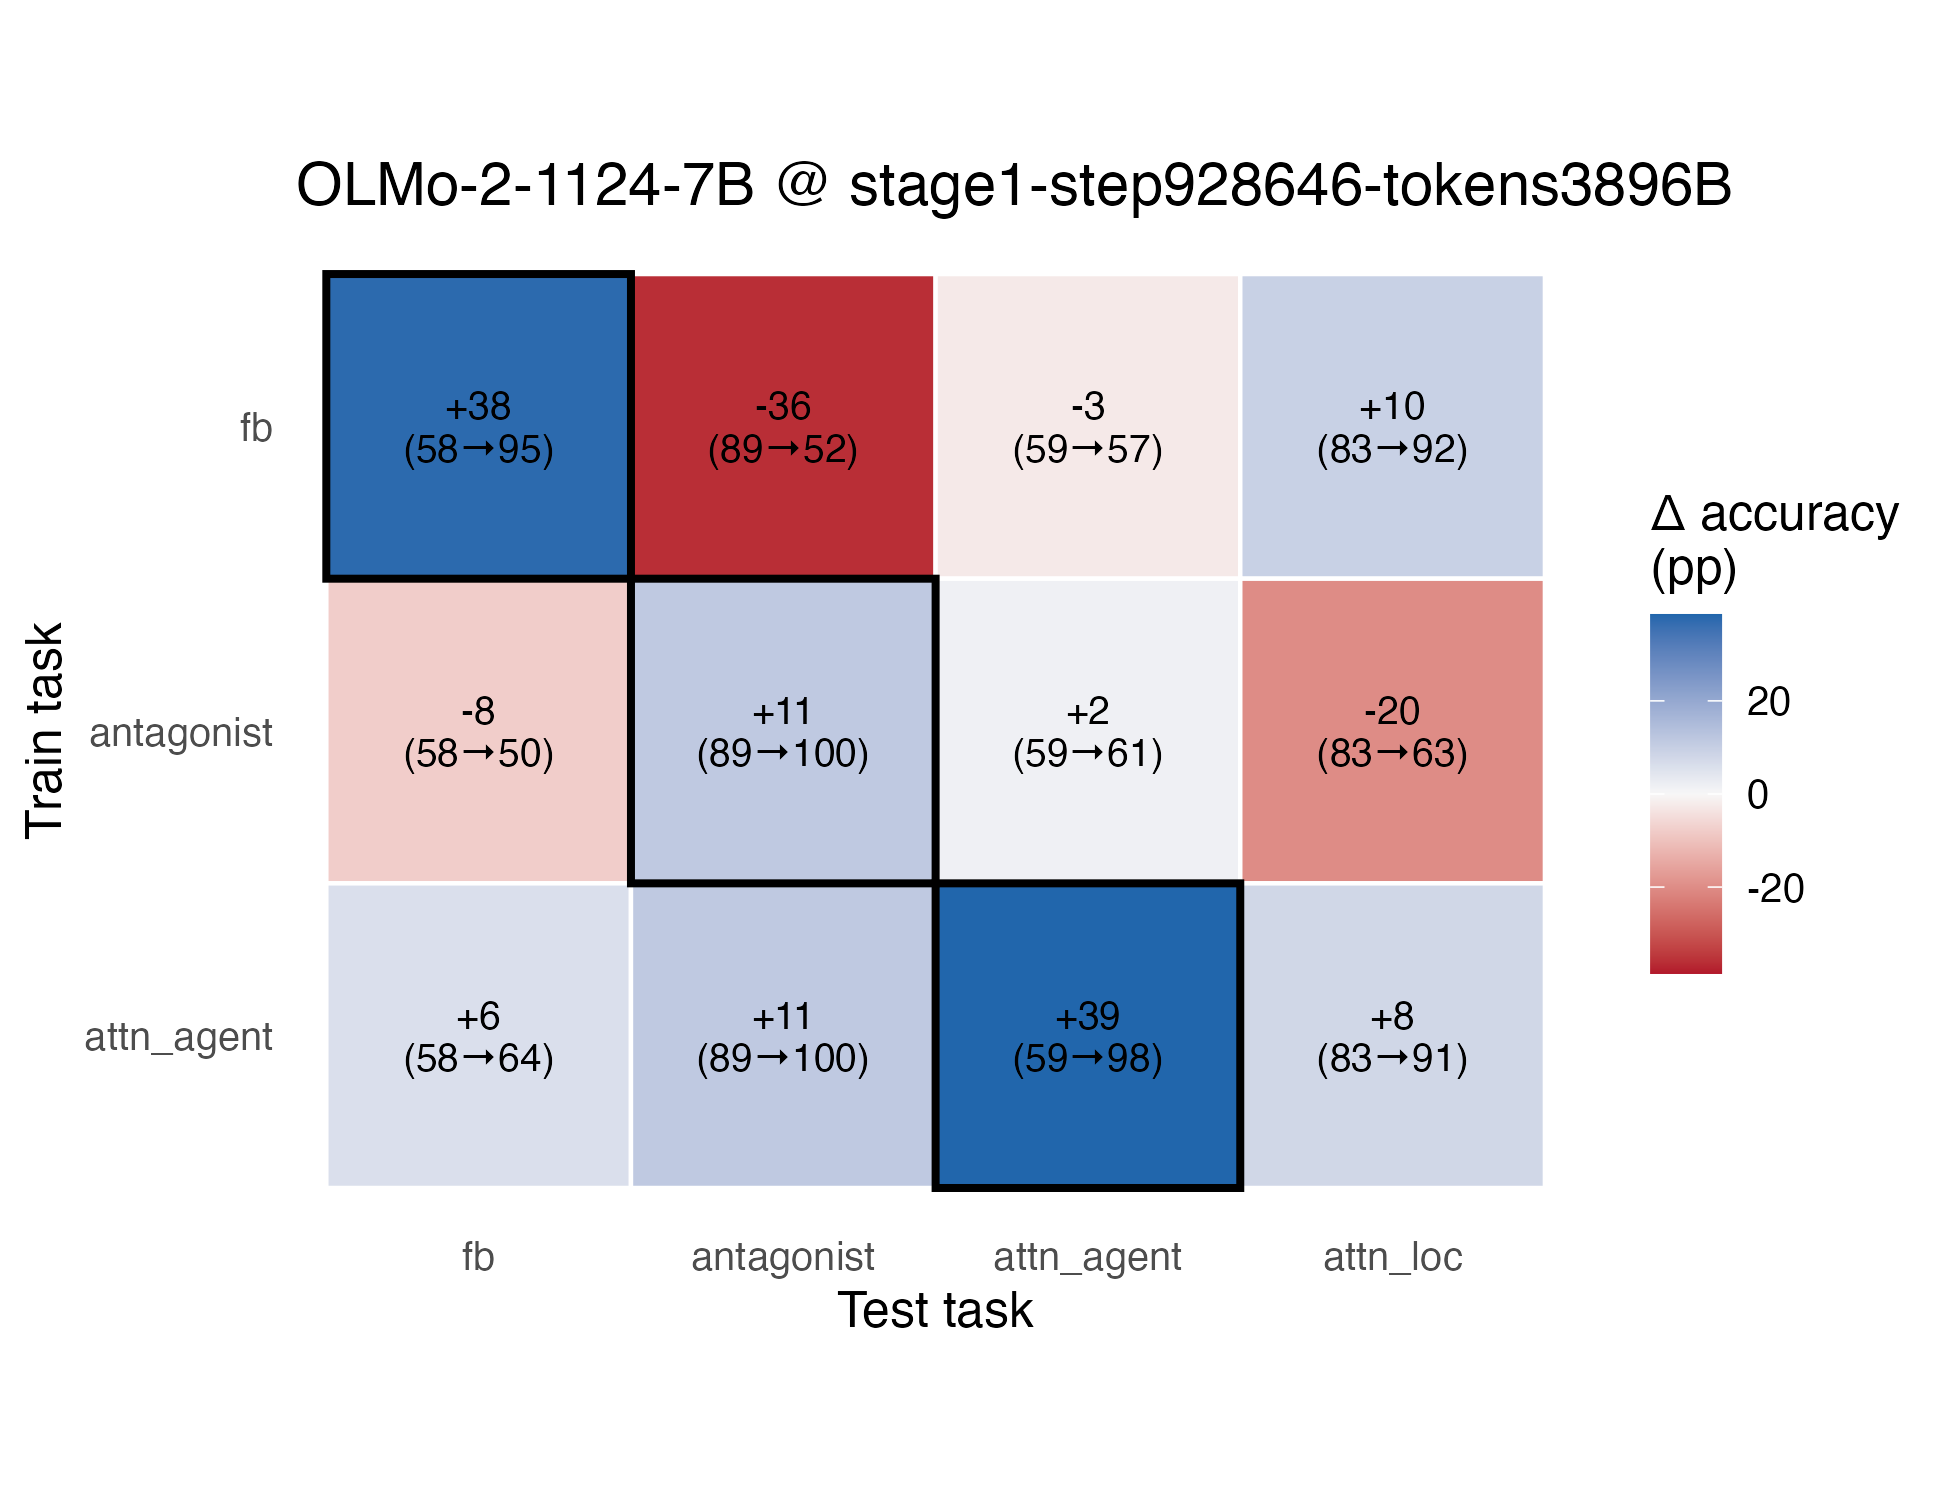 OLMo-2-1124-7B @ stage1-step928646-tokens3896B
Train task
fb
+38
(58→95)
-36
(89→52)
-3
(59→57)
+10
(83→92)
antagonist
-8
(58→50)
+11
(89→100)
+2
(59→61)
-20
(83→63)
attn_agent
+6
(58→64)
+11
(89→100)
+39
(59→98)
+8
(83→91)
fb
antagonist
attn_agent
attn_loc
Test task
Δ accuracy
(pp)
20
0
-20